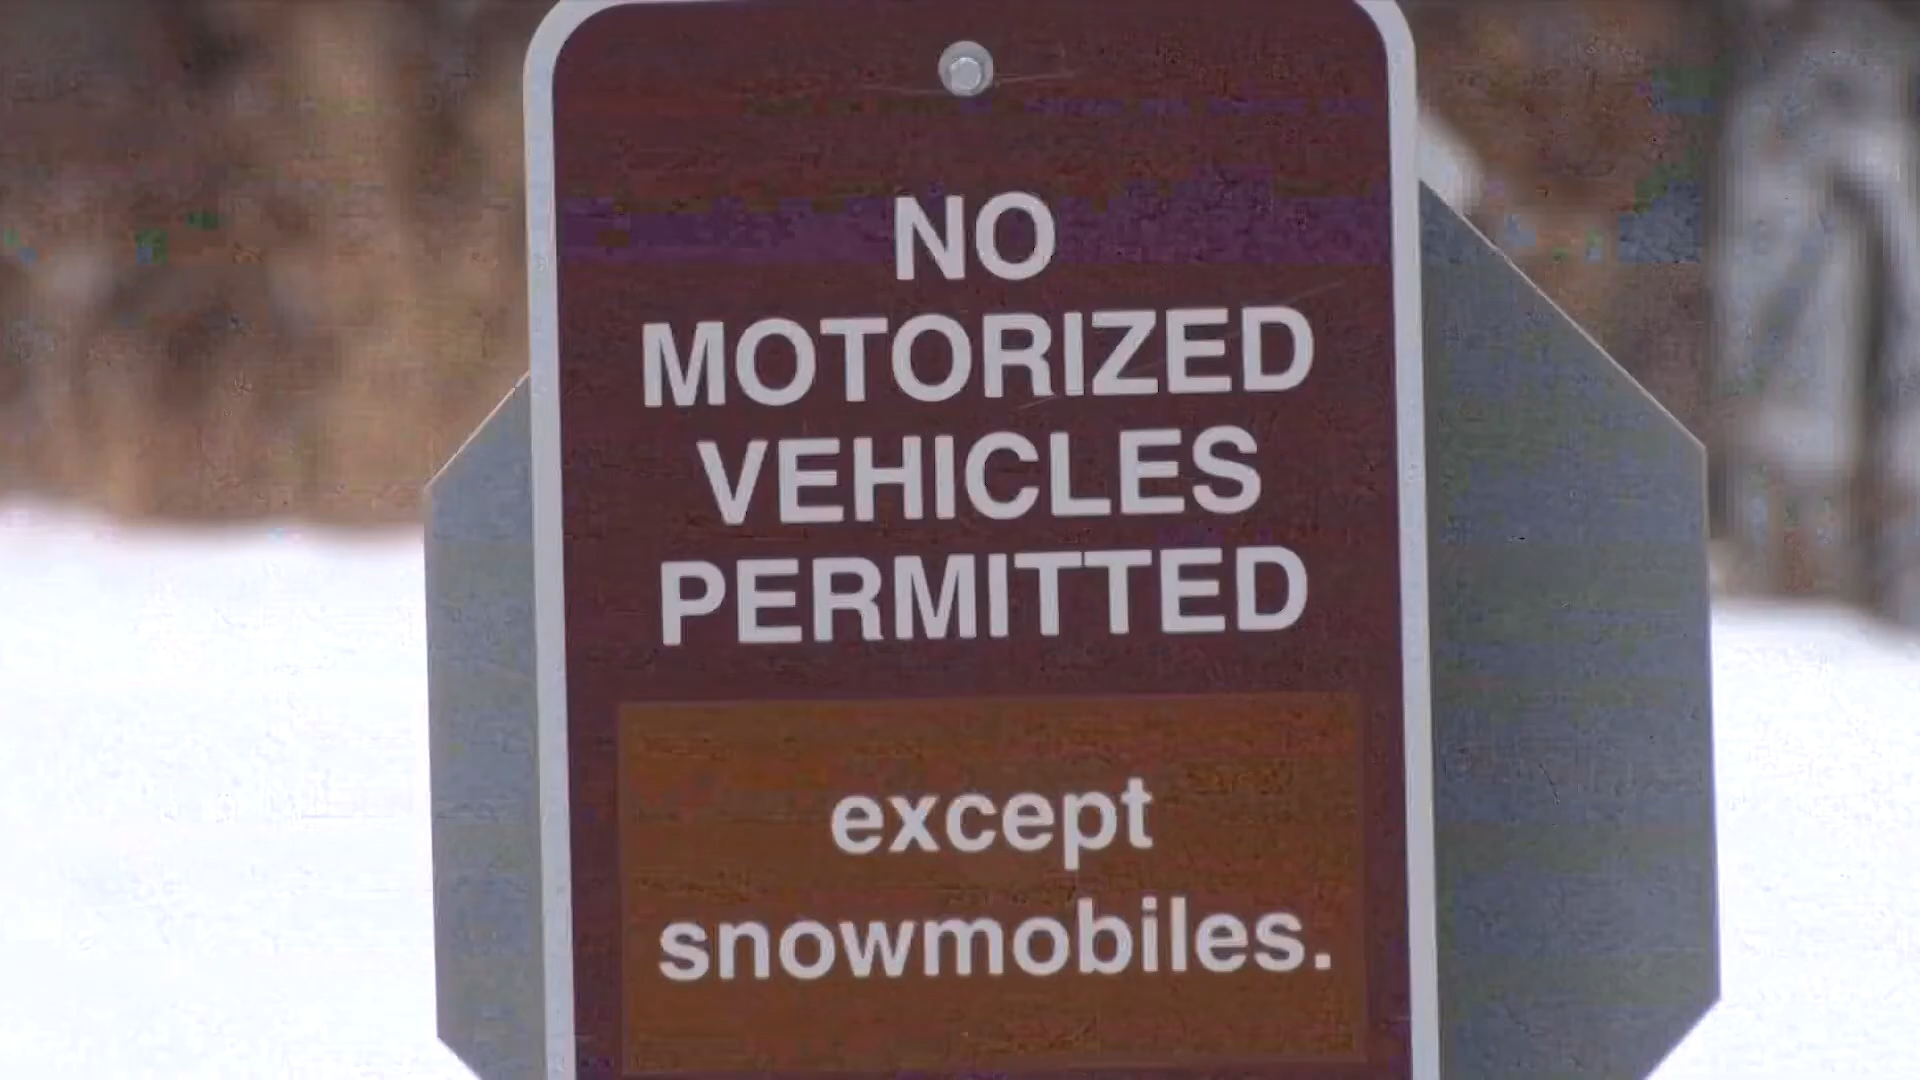 NO
MOTORIZED
VEHICLES
PERMITTED
except
snowmobiles.